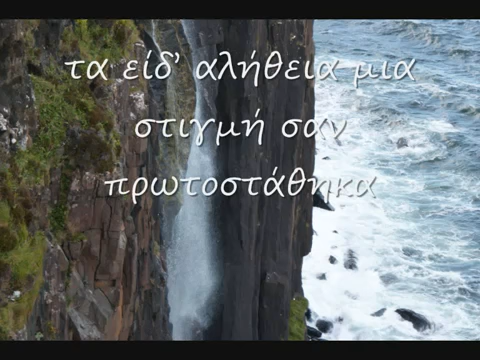 τα είδ' αλήθεια μια
στιγμή σαν
πρωτοστάθηκα